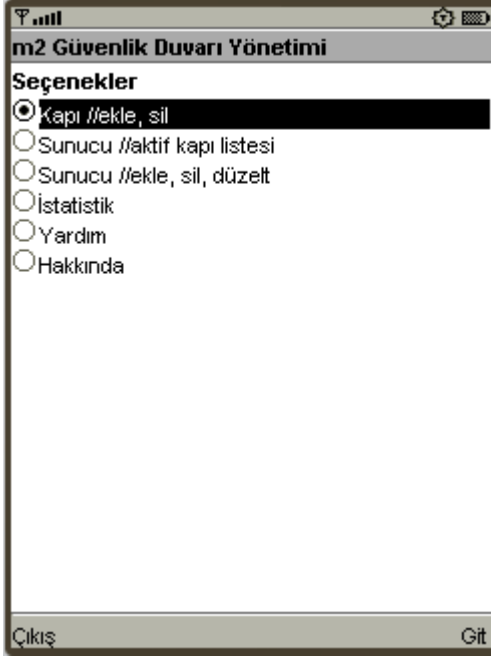 m2 Güvenlik Duvarı Yönetimi
Seçenekler
Kapı //ekle, sil
Sunucu //aktif kapı listesi
Sunucu //ekle, sil, düzelt
İstatistik
Yardım
Hakkında
Çıkış Git